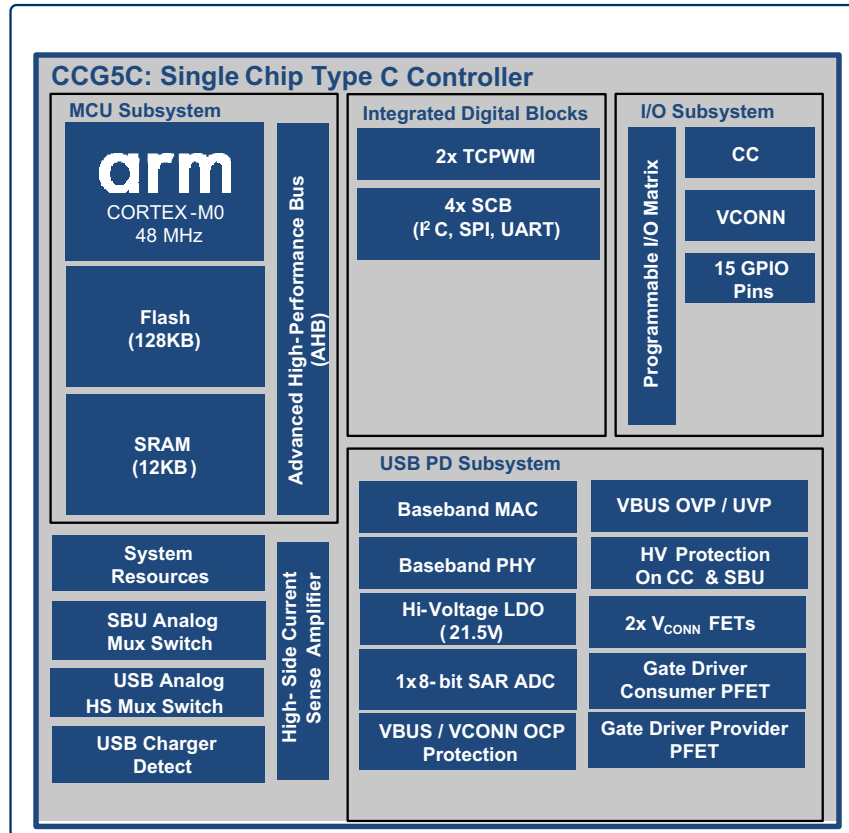 CCG5C: Single Chip Type C Controller
MCU Subsystem
arm
CORTEX-M0
48 MHz
Flash
(128KB)
SRAM
(12KB)
Advanced High-Performance Bus
(AHB)
Integrated Digital Blocks
2x TCPWM
4x SCB
(I² C, SPI, UART)
I/O Subsystem
Programmable I/O Matrix
CC
VCONN
15 GPIO
Pins
System
Resources
SBU Analog
Mux Switch
USB Analog
HS Mux Switch
USB Charger
Detect
High- Side Current
Sense Amplifier
USB PD Subsystem
Baseband MAC
Baseband PHY
Hi-Voltage LDO
( 21.5V)
1x 8- bit SAR ADC
VBUS / VCONN OCP
Protection
VBUS OVP / UVP
HV Protection
On CC & SBU
2x VCONN FETs
Gate Driver
Consumer PFET
Gate Driver Provider
PFET